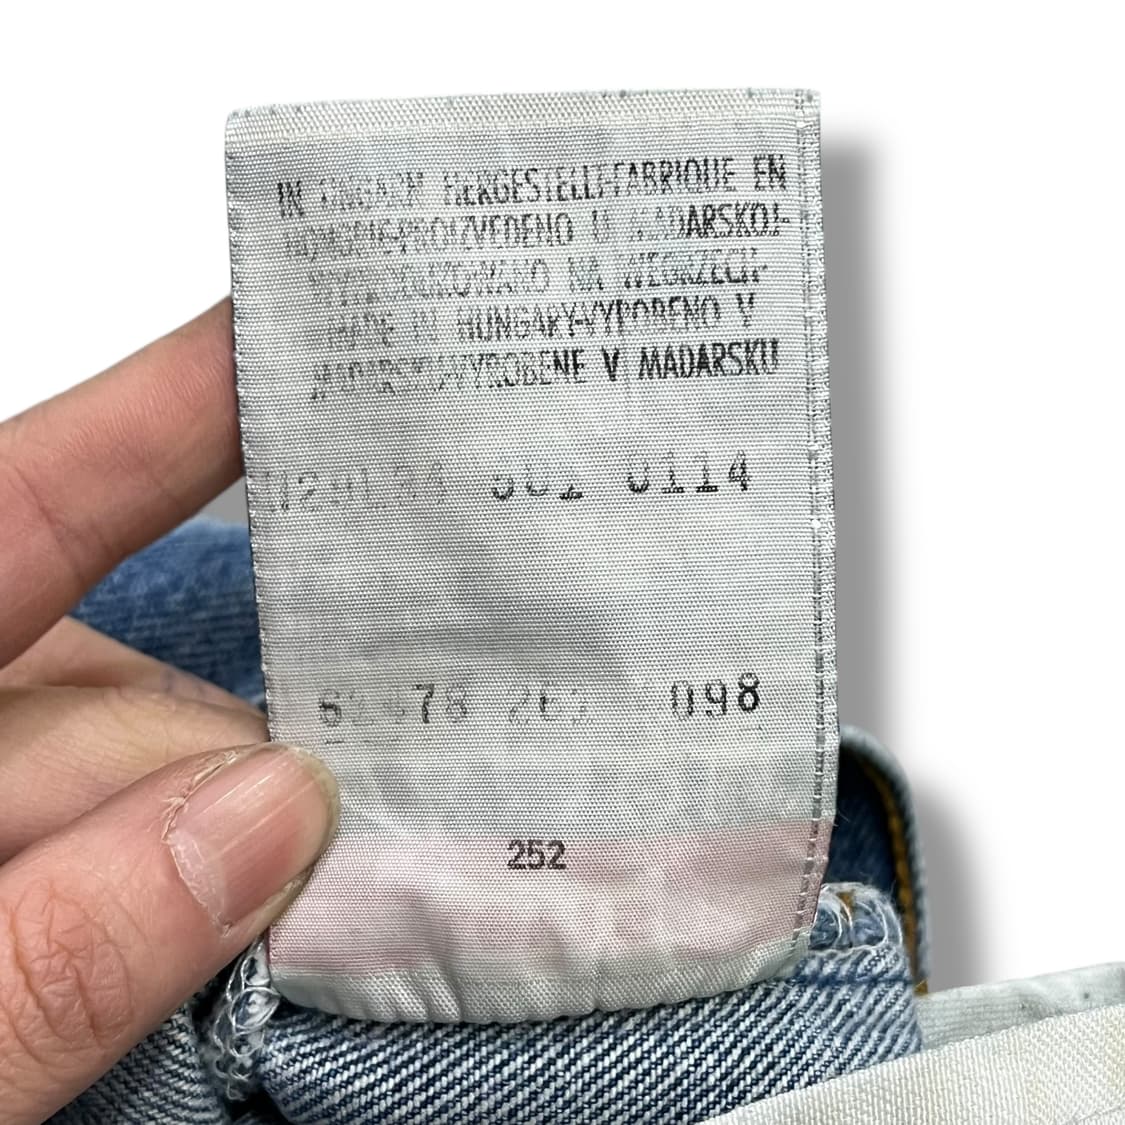 IN UNGARN HERGESTELLT-FABRIQUE EN
HONGRIE-PROIZVEDENO U MADARSKOJ-
WYPRODUKOWANO NA WEGRZECH-
MADE IN HUNGARY-VYROBENO V
MADARSKU-VYROBENE V MADARSKU
501 0114
098
252